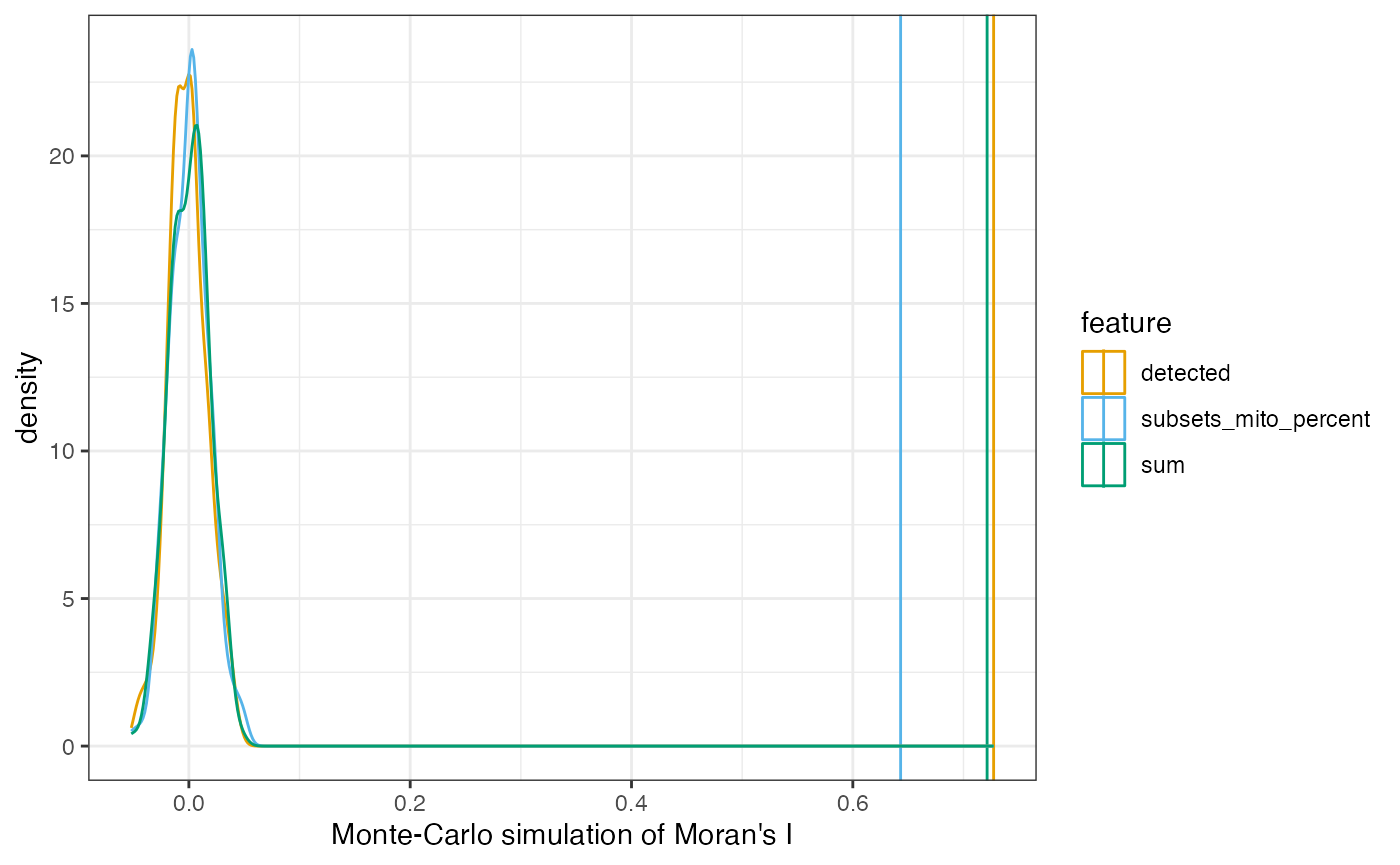 density
20
15
10
5
0
0.0 0.2 0.4 0.6
Monte-Carlo simulation of Moran's I
feature
detected
subsets_mito_percent
sum